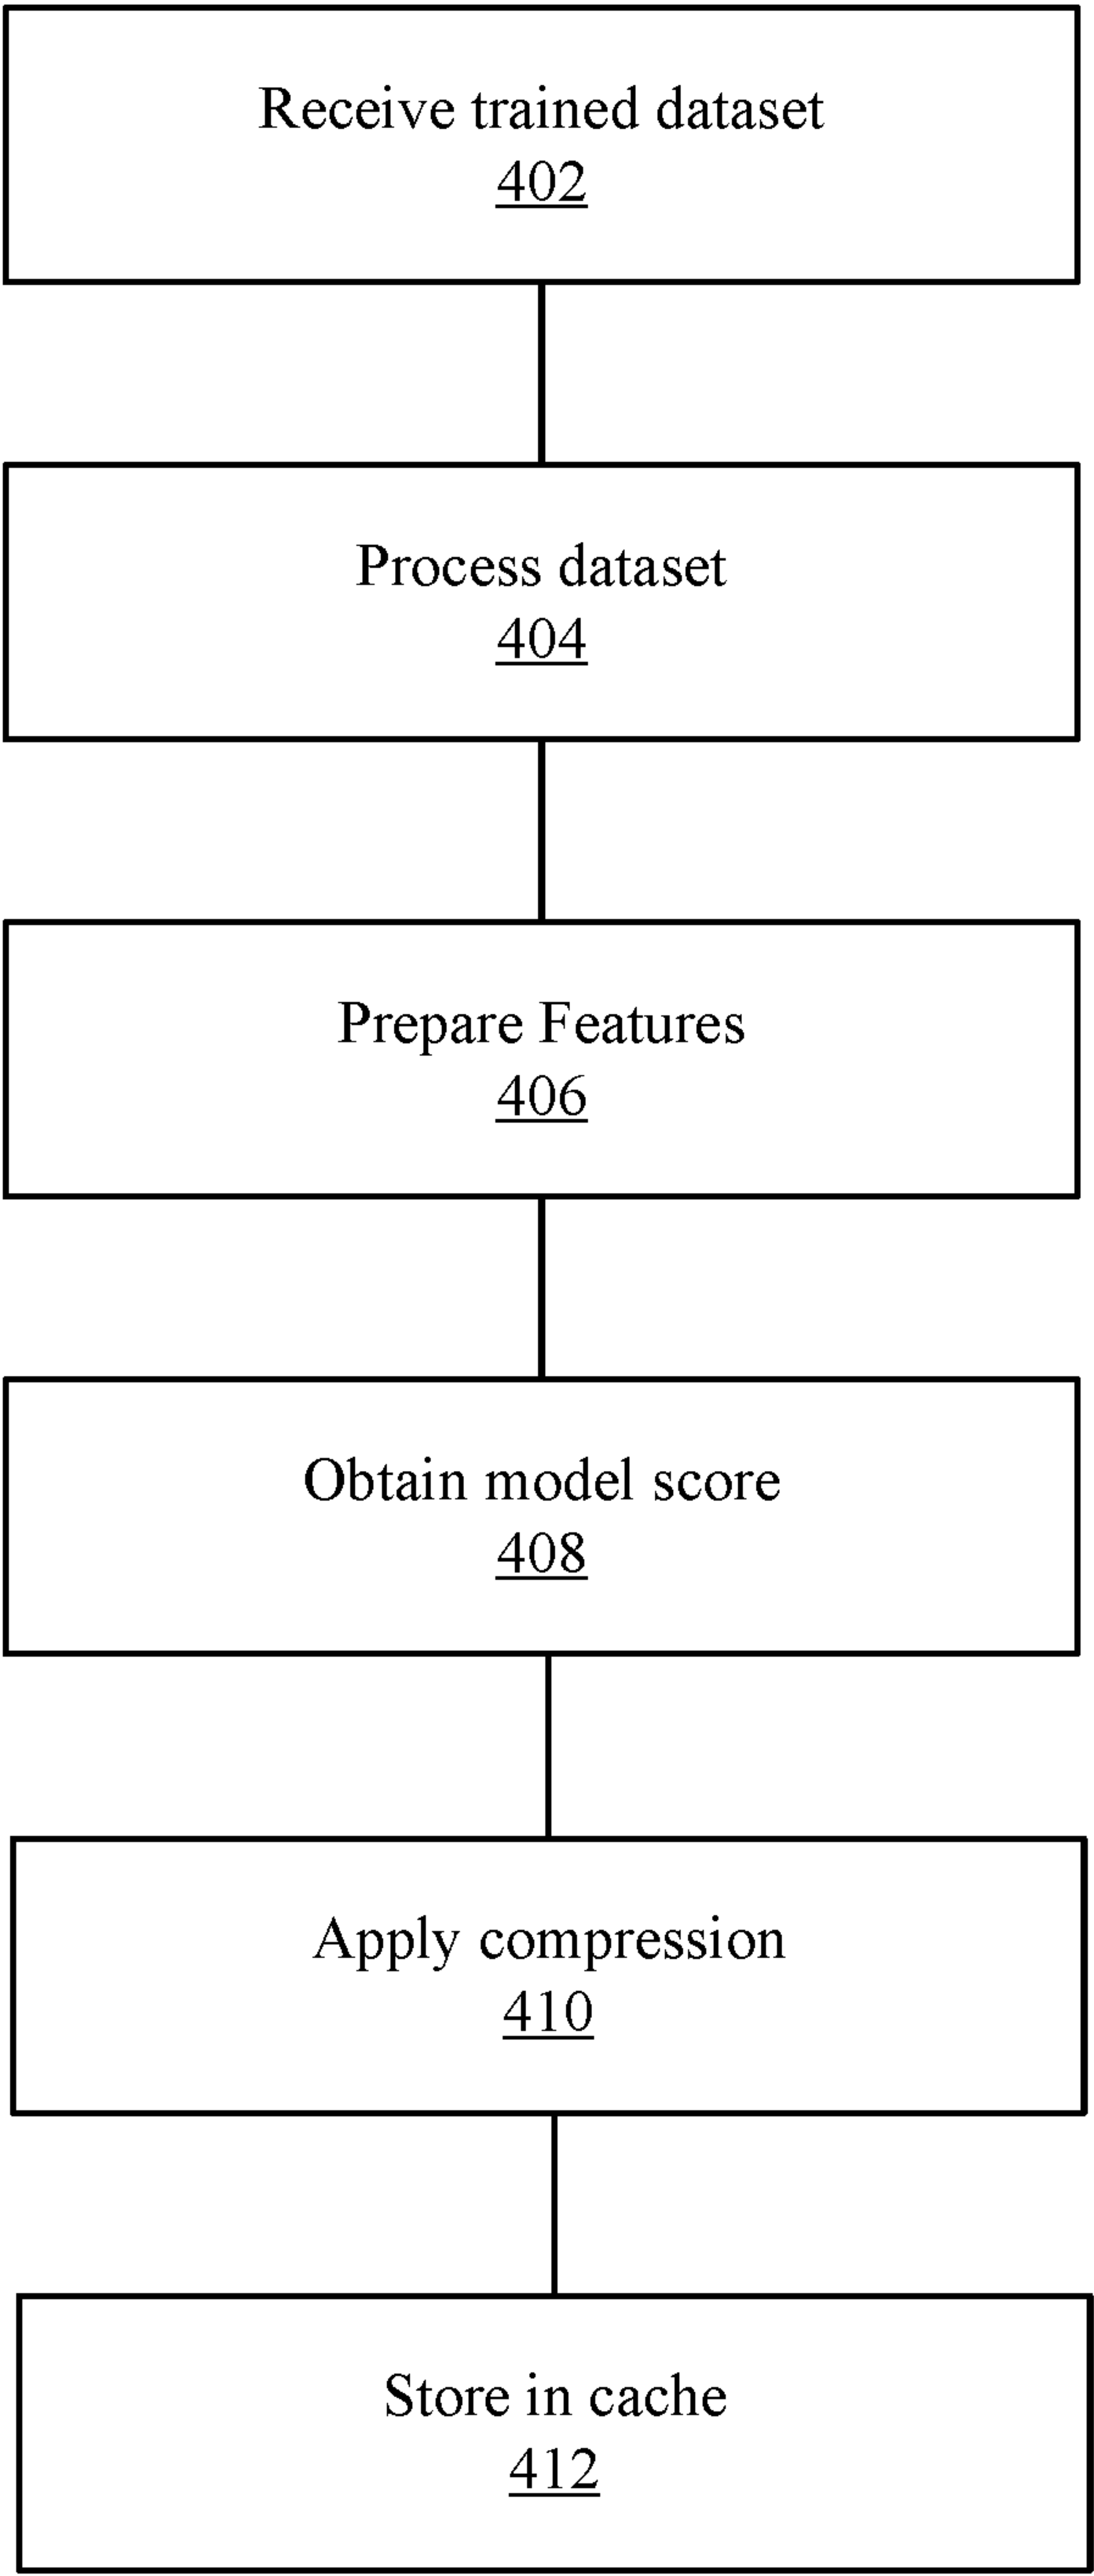 Receive trained dataset
402
Process dataset
404
Prepare Features
406
Obtain model score
408
Apply compression
410
Store in cache
412